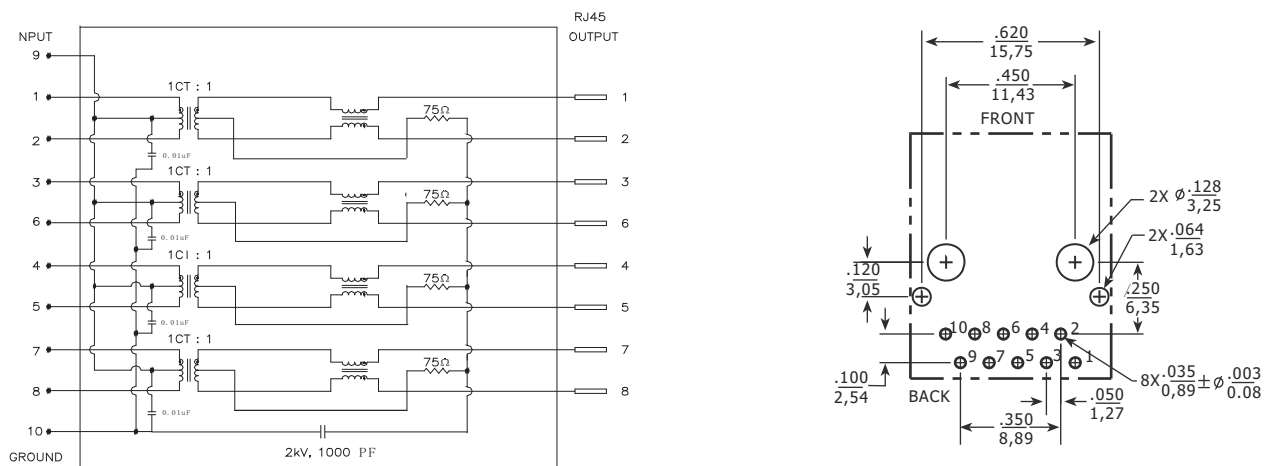 RJ45
NPUT OUTPUT
9
1CT : 1
1 75Ω 1
2 2
0.01uF
1CT : 1
3 75Ω 3
6 6
0.01uF
1CI : 1
4 75Ω 4
5 5
0.01uF
1CT : 1
7 75Ω 7
8 8
0.01uF
10
GROUND 2kV, 1000 PF
.620
15,75
.450
11,43
FRONT
2X ϕ .128
3,25
2X .064
1,63
.120
3,05
.250
6,35
10 8 6 4 2
9 7 5 3 1
.100
2,54
BACK
8X .035 ± ϕ .003
0,89 0.08
.050
1,27
.350
8,89